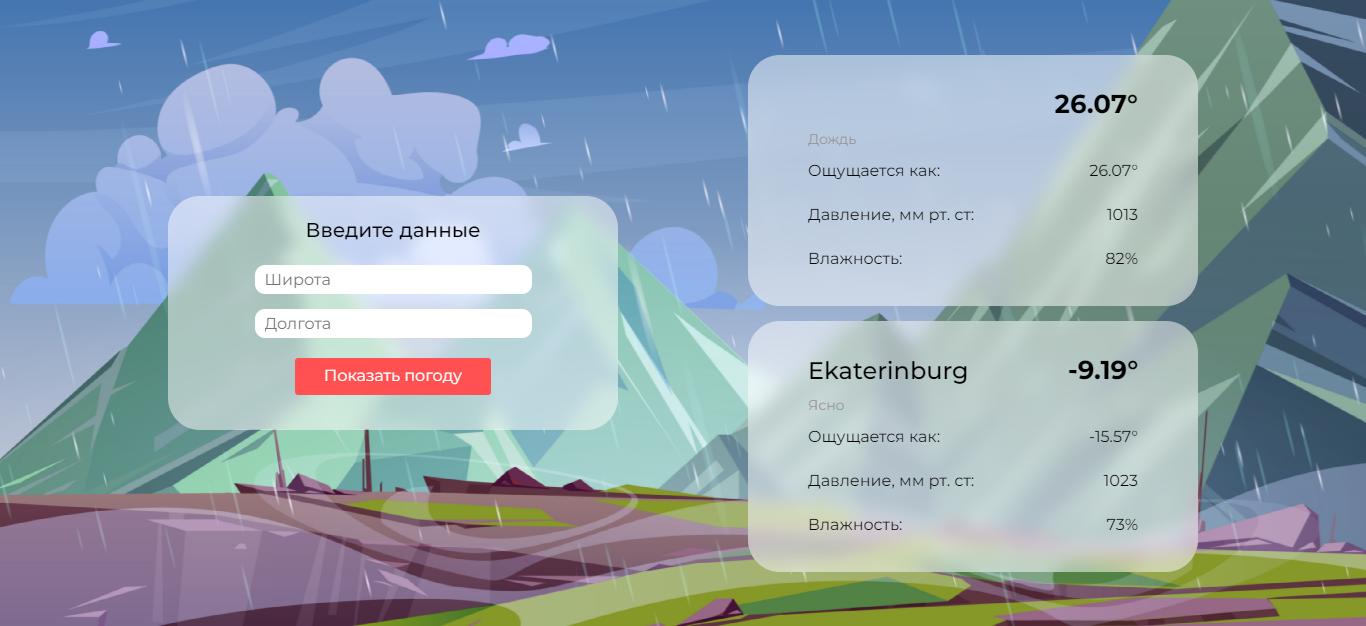 Введите данные
Широта
Долгота
Показать погоду
26.07°
Дождь
Ощущается как: 26.07°
Давление, мм рт. ст: 1013
Влажность: 82%
Ekaterinburg -9.19°
Ясно
Ощущается как: -15.57°
Давление, мм рт. ст: 1023
Влажность: 73%